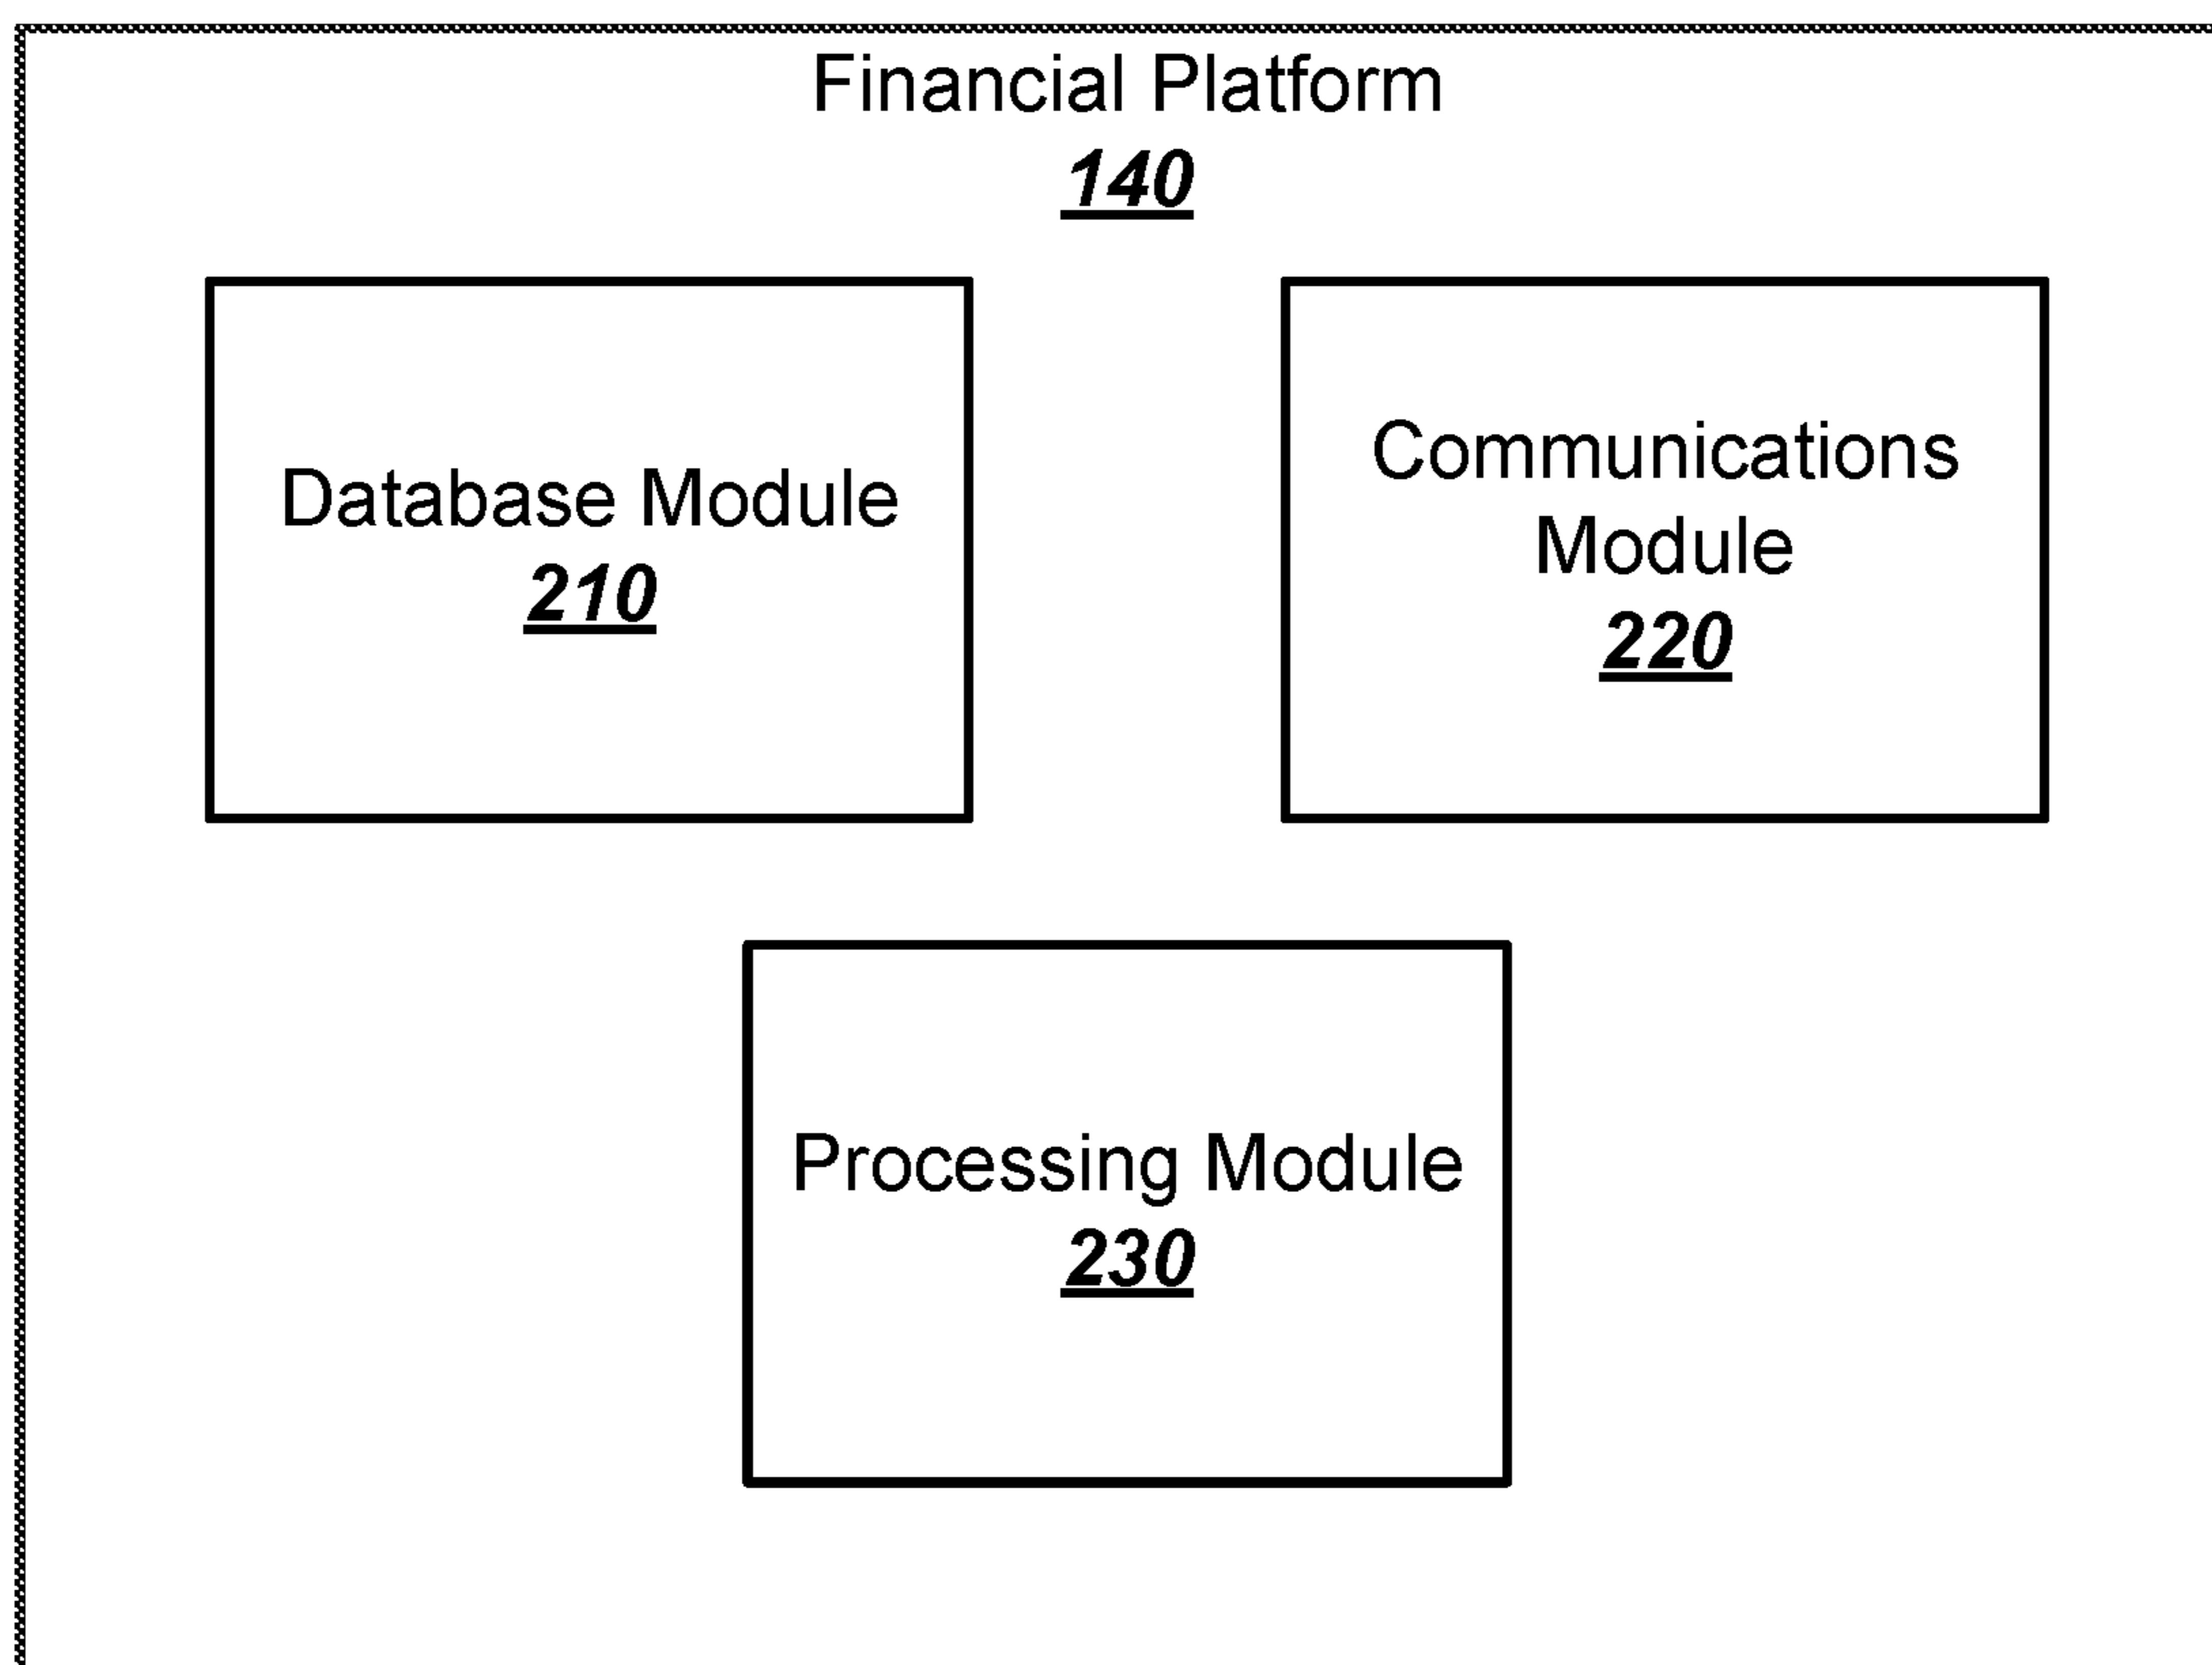 Financial Platform
140
Database Module
210
Communications
Module
220
Processing Module
230